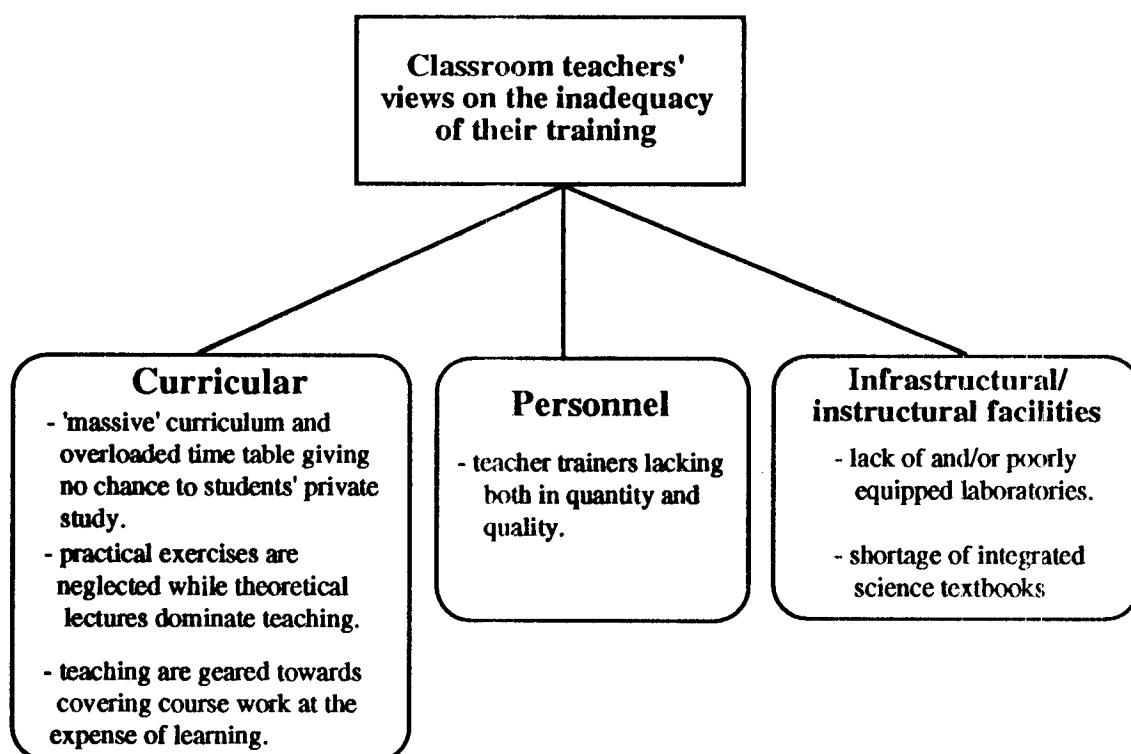 Classroom teachers'
views on the inadequacy
of their training
Curricular
- 'massive' curriculum and
overloaded time table giving
no chance to students' private
study.
- practical exercises are
neglected while theoretical
lectures dominate teaching.
- teaching are geared towards
covering course work at the
expense of learning.
Personnel
- teacher trainers lacking
both in quantity and
quality.
Infrastructural/
instructural facilities
- lack of and/or poorly
equipped laboratories.
- shortage of integrated
science textbooks